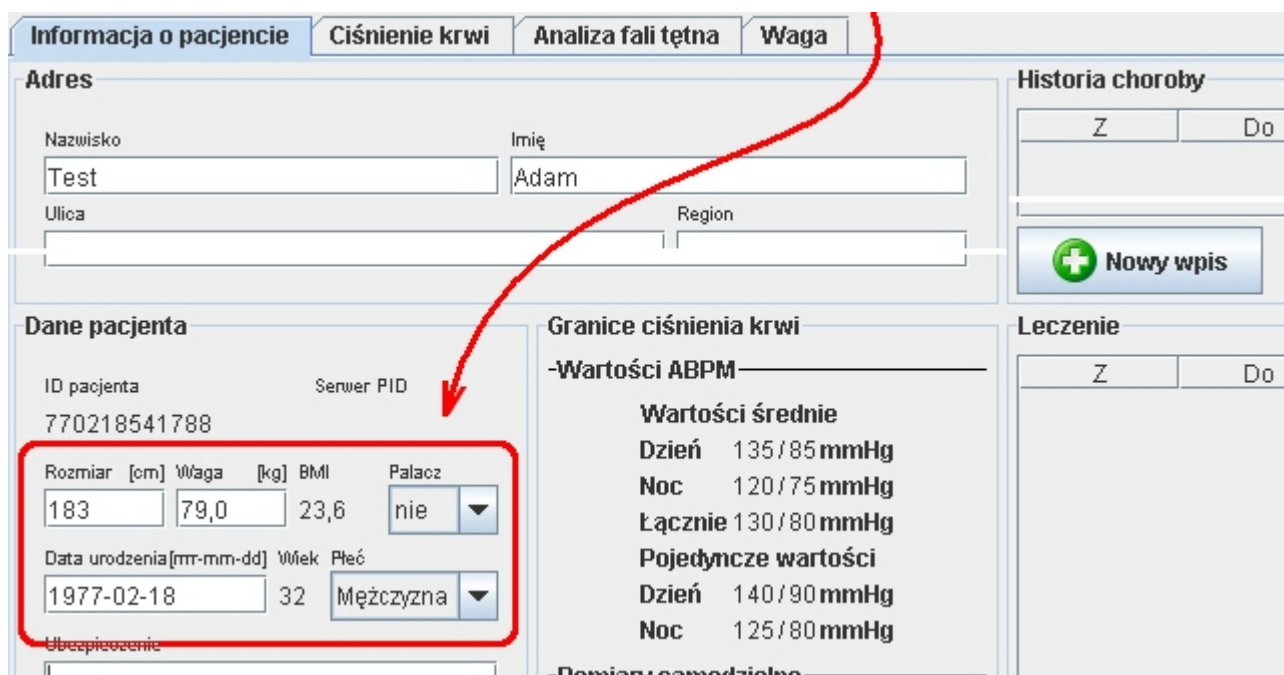 Informacja o pacjencie Ciśnienie krwi Analiza fali tętna Waga
Adres
Nazwisko Imię
Test Adam
Ulica Region
Historia choroby
Z Do
Nowy wpis
Dane pacjenta
ID pacjenta Serwer PID
770218541788
Rozmiar [cm] Waga [kg] BMI Palacz
183 79,0 23,6 nie
Data urodzenia[rrrr-mm-dd] Wiek Płeć
1977-02-18 32 Mężczyzna
Ubezpieczenie
Granice ciśnienia krwi
Wartości ABPM
Wartości średnie
Dzień 135/85 mmHg
Noc 120/75 mmHg
Łącznie 130/80 mmHg
Pojedyncze wartości
Dzień 140/90 mmHg
Noc 125/80 mmHg
Pomiary samodzielne
Leczenie
Z Do